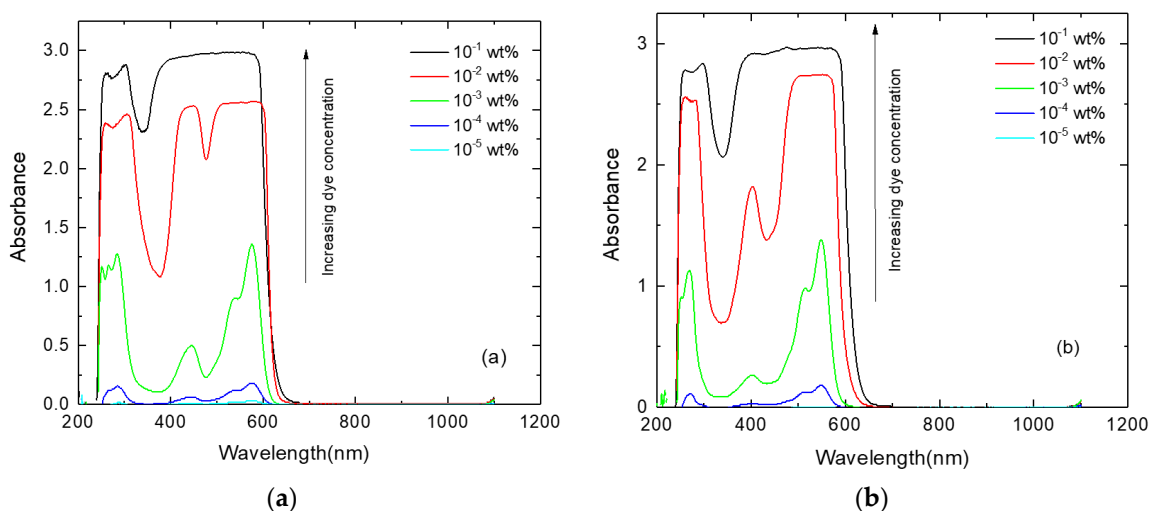 3.0
2.5
2.0
1.5
1.0
0.5
0.0
Absorbance
200 400 600 800 1000 1200
Wavelength(nm)
10⁻¹ wt%
10⁻² wt%
10⁻³ wt%
10⁻⁴ wt%
10⁻⁵ wt%
Increasing dye concentration
(a)
(a)
3
2
1
0
Absorbance
200 400 600 800 1000 1200
Wavelength(nm)
10⁻¹ wt%
10⁻² wt%
10⁻³ wt%
10⁻⁴ wt%
10⁻⁵ wt%
Increasing dye concentration
(b)
(b)